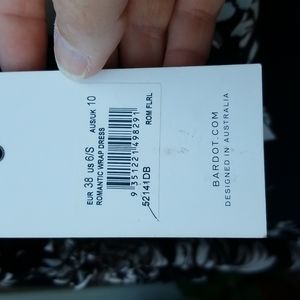 EUR 38 US 6/S AUS/UK 10
ROMANTIC WRAP DRESS
9 351221 498291
52141DB ROM FLRL
BARDOT.COM
DESIGNED IN AUSTRALIA